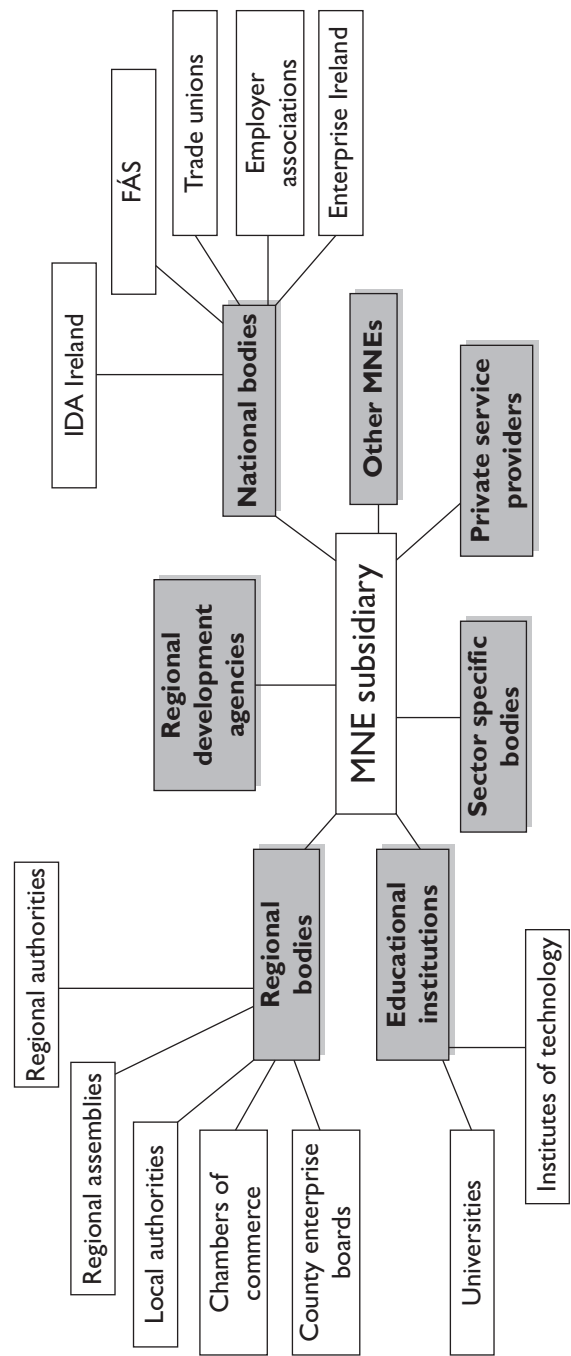 Regional authorities
Regional assemblies
Local authorities
Chambers of
commerce
County enterprise
boards
Regional
bodies
Educational
institutions
Universities
Institutes of technology
Regional
development
agencies
MNE subsidiary
Sector specific
bodies
IDA Ireland
FÁS
Trade unions
Employer
associations
Enterprise Ireland
National bodies
Other MNEs
Private service
providers